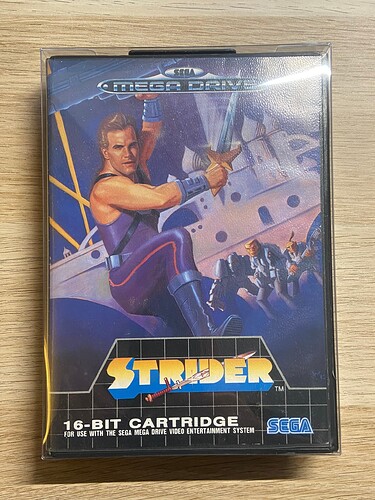 SEGA
MEGA DRIVE
STRIDER
TM
16-BIT CARTRIDGE
FOR USE WITH THE SEGA MEGA DRIVE VIDEO ENTERTAINMENT SYSTEM
SEGA